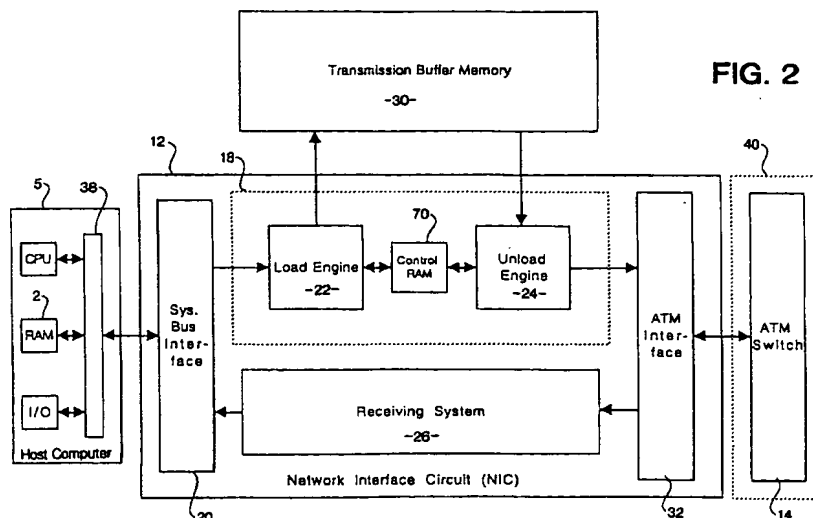 Transmission Buffer Memory
-30-
FIG. 2
12
18
40
5
38
CPU
2
RAM
I/O
Host Computer
Sys.
Bus
Inter-
face
Load Engine
-22-
70
Control
RAM
Unload
Engine
-24-
ATM
Inter-
face
ATM
Switch
Receiving System
-26-
Network Interface Circuit (NIC)
20
32
14